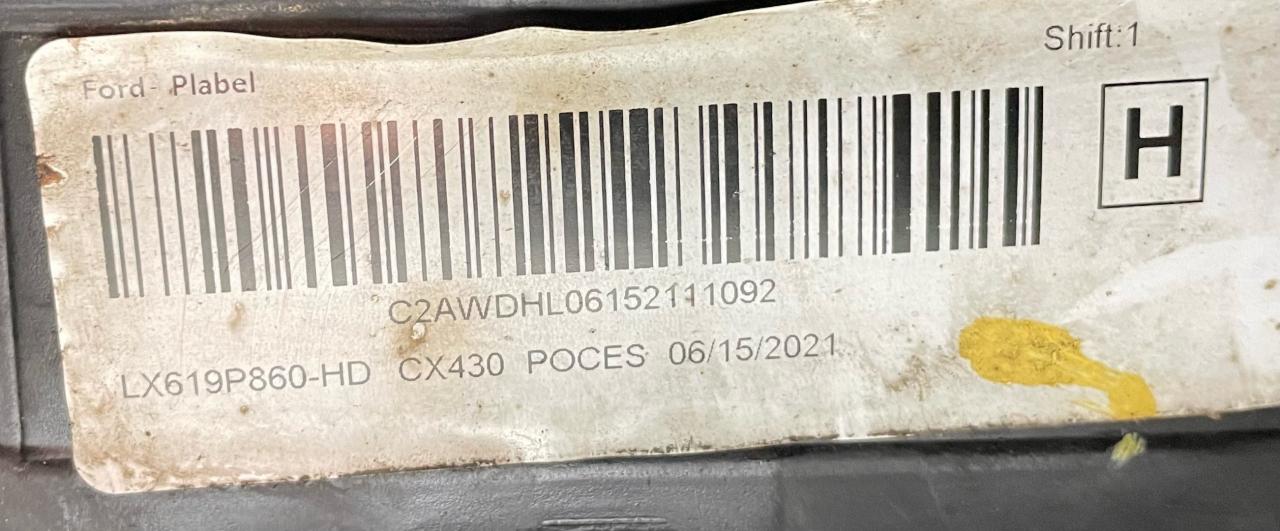 Shift:1
Ford- Plabel
H
C2AWDHL06152111092
LX619P860-HD CX430 POCES 06/15/2021